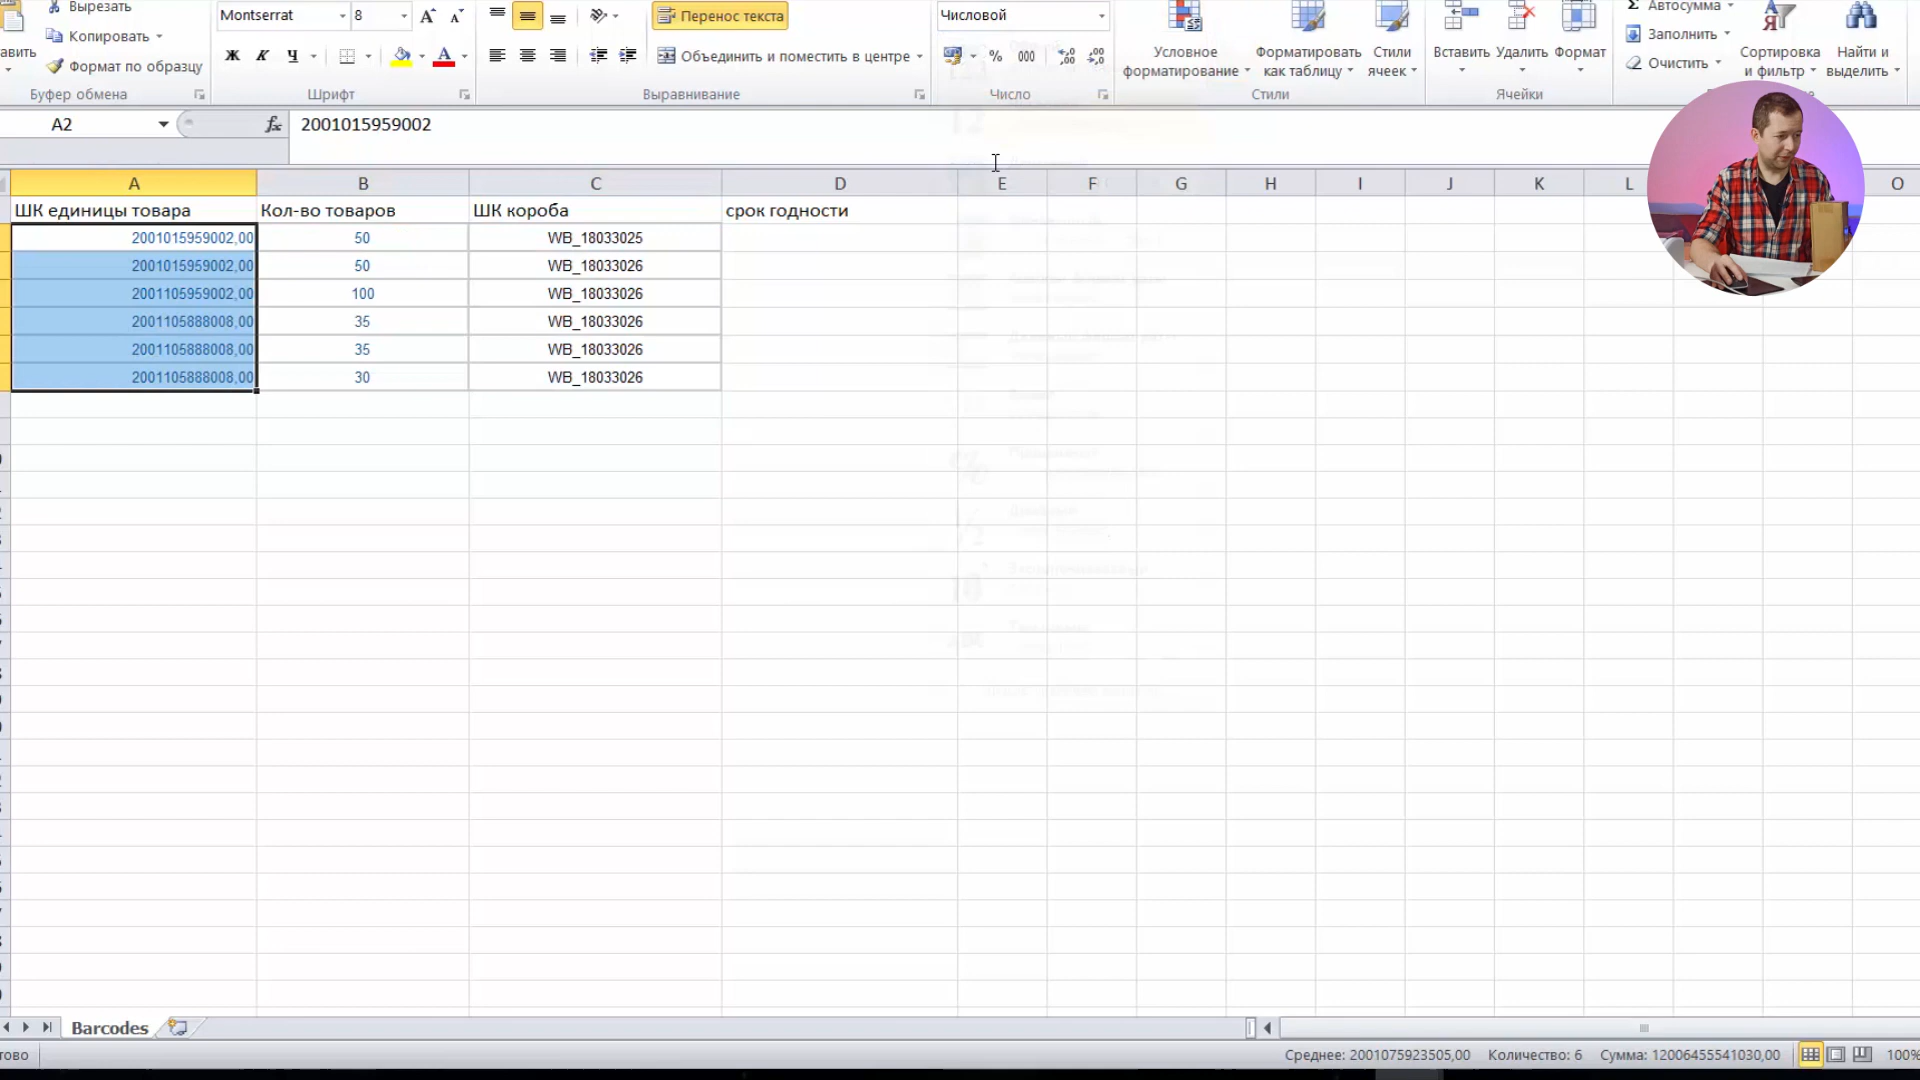 Вырезать
Montserrat 8
Перенос текста
Числовой
Автосумма
авить
Копировать
Условное форматирование
Форматировать как таблицу
Стили ячеек
Вставить
Удалить
Формат
Заполнить
Сортировка и фильтр
Найти и выделить
Формат по образцу
Ж К Ч
А
Объединить и поместить в центре
% 000
Очистить
Буфер обмена
Шрифт
Выравнивание
Число
Стили
Ячейки
A2
fx
2001015959002
A B C D E F G H I J K L O
ШК единицы товара Кол-во товаров ШК короба срок годности
2001015959002,00 50 WB_18033025
2001015959002,00 50 WB_18033026
2001105959002,00 100 WB_18033026
2001105888008,00 35 WB_18033026
2001105888008,00 35 WB_18033026
2001105888008,00 30 WB_18033026
Barcodes
тово
Среднее: 2001075923505,00 Количество: 6 Сумма: 12006455541030,00
100%